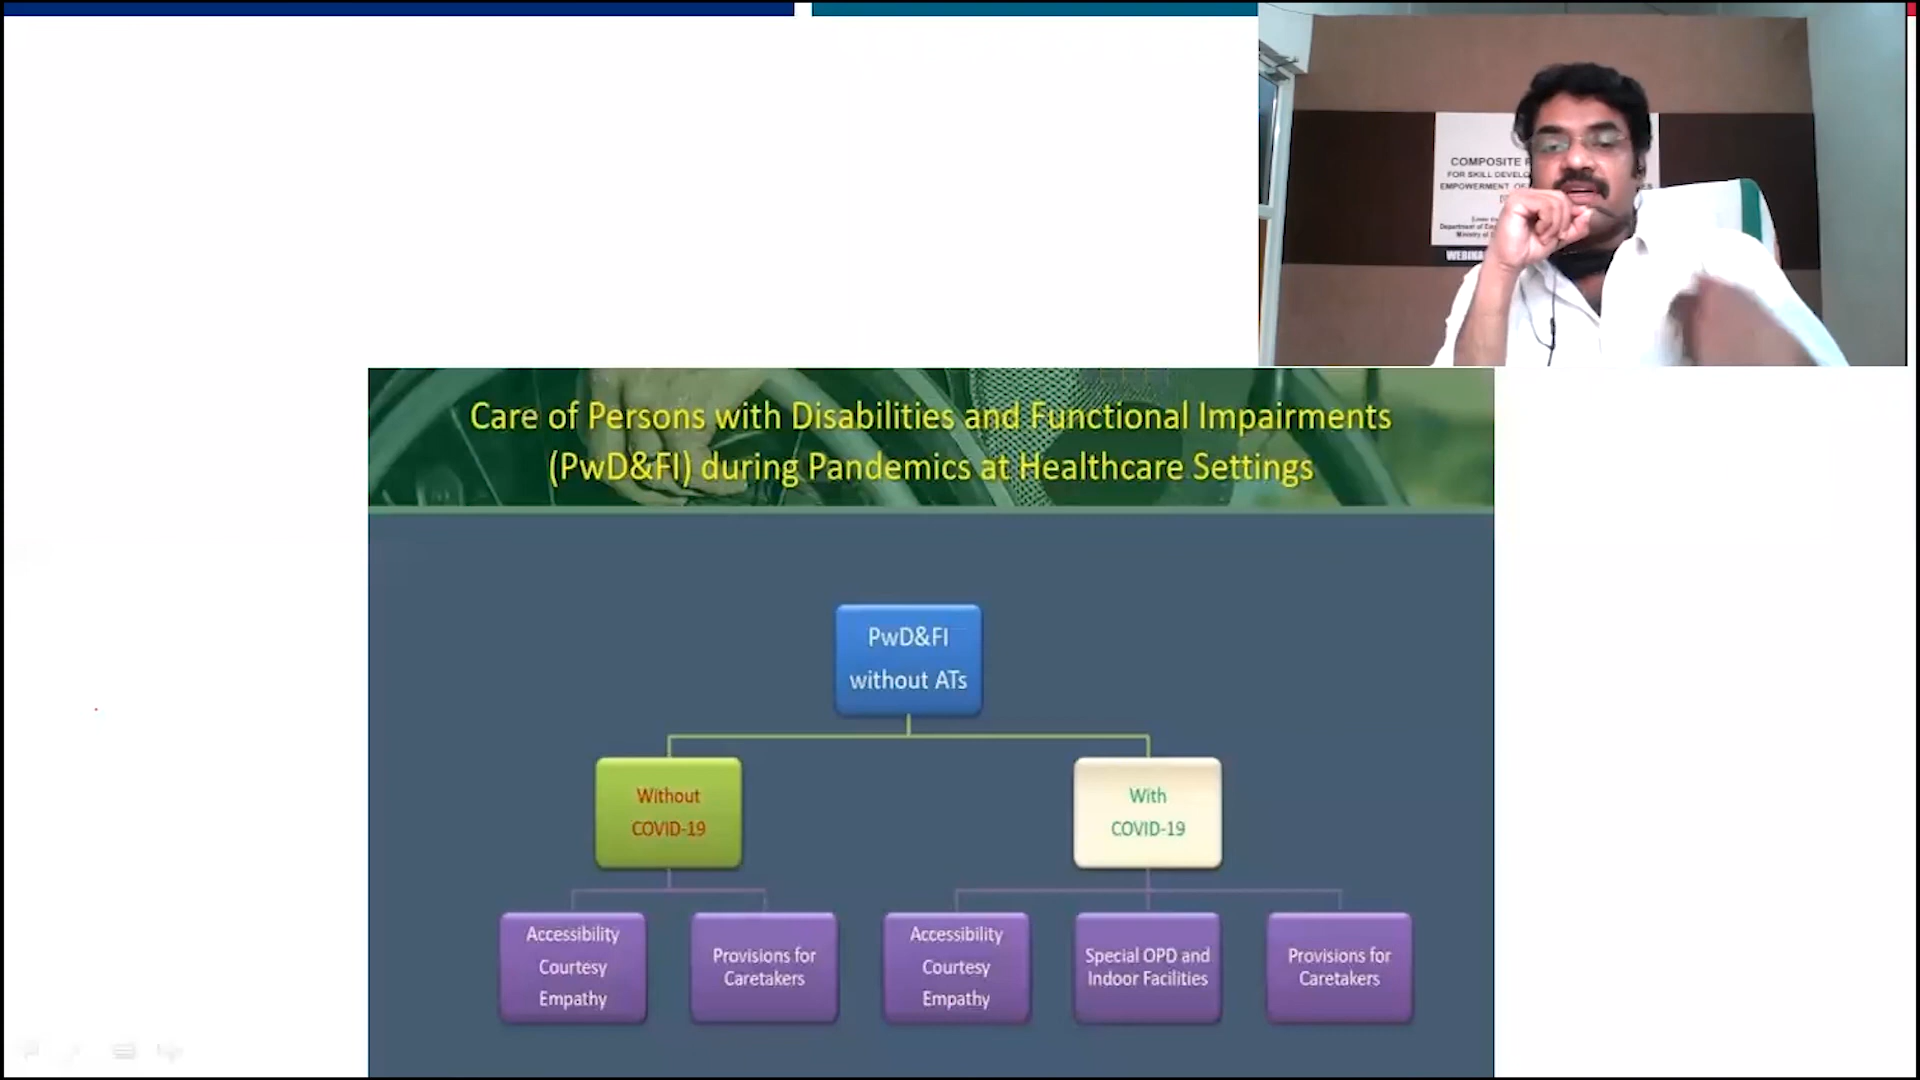 COMPOSITE
FOR SKILL
EMPOWERMENT
Department of
Ministry of
Care of Persons with Disabilities and Functional Impairments
(PwD&FI) during Pandemics at Healthcare Settings
PwD&FI
without ATs
Without
COVID-19
With
COVID-19
Accessibility
Courtesy
Empathy
Provisions for
Caretakers
Accessibility
Courtesy
Empathy
Special OPD and
Indoor Facilities
Provisions for
Caretakers